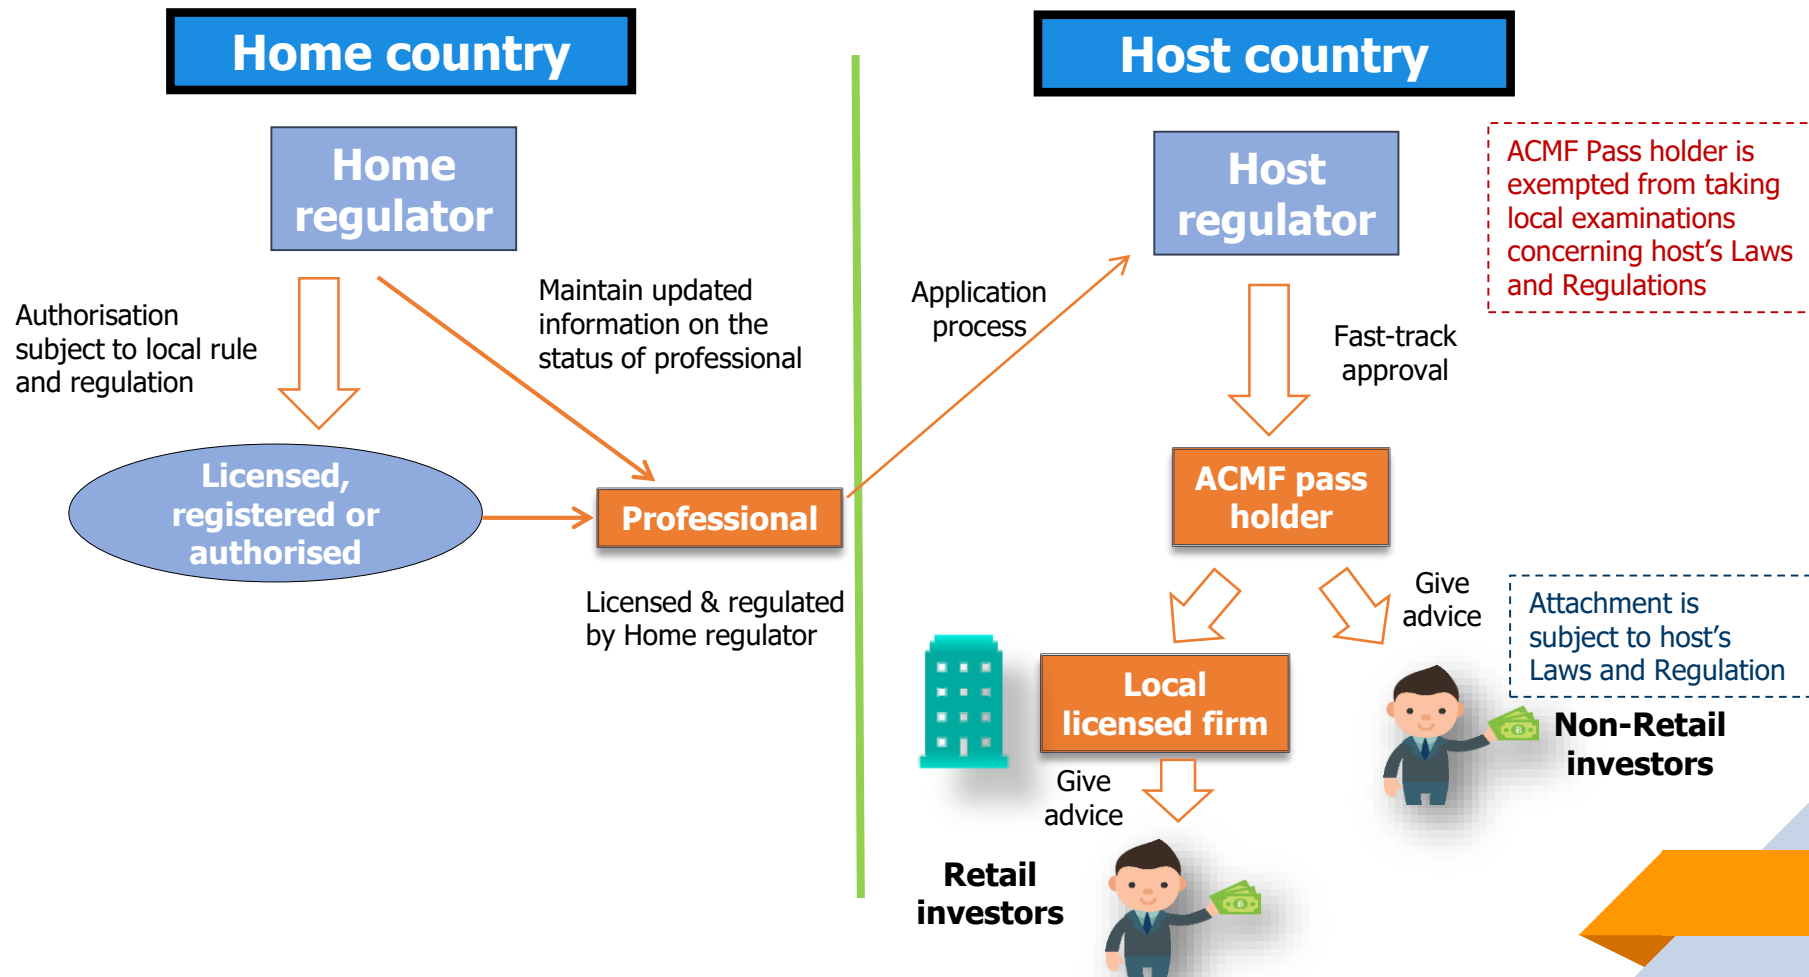 Home country
Home
regulator
Authorisation
subject to local rule
and regulation
Maintain updated
information on the
status of professional
Licensed,
registered or
authorised
Professional
Licensed & regulated
by Home regulator
Host country
Host
regulator
ACMF Pass holder is
exempted from taking
local examinations
concerning host's Laws
and Regulations
Application
process
Fast-track
approval
ACMF pass
holder
Give
advice
Attachment is
subject to host's
Laws and Regulation
Local
licensed firm
Non-Retail
investors
Give
advice
Retail
investors